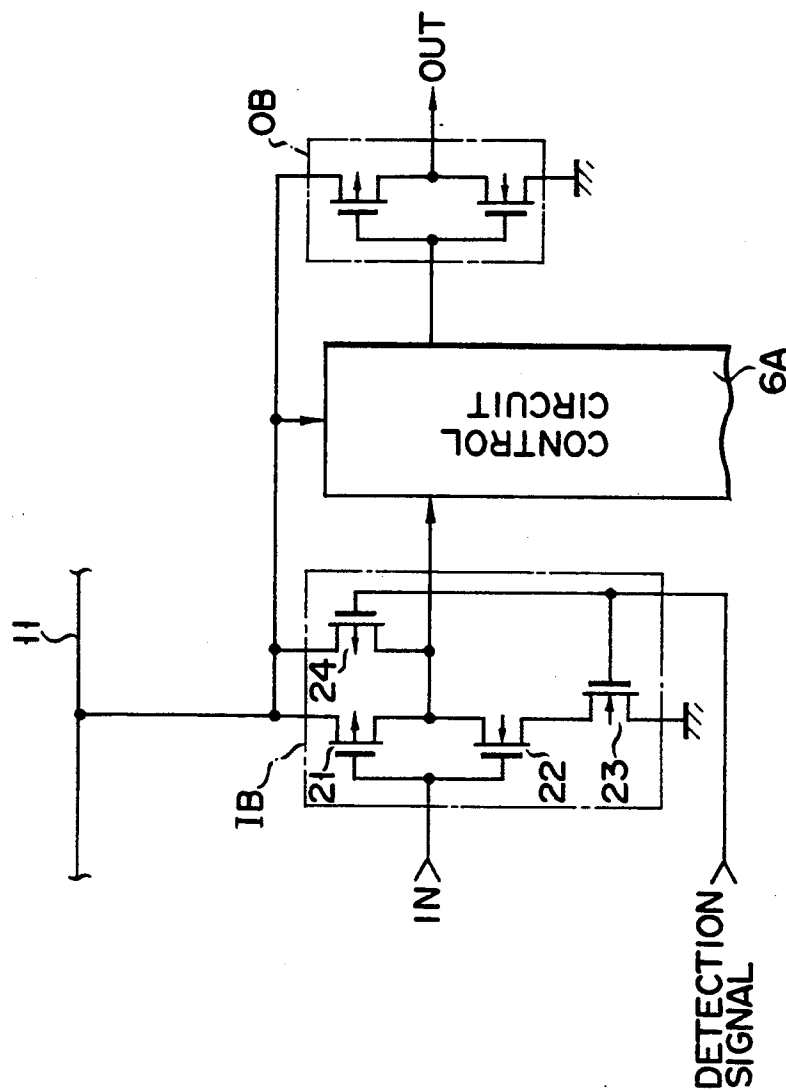 11
OB
OUT
IB
24
21
CONTROL
CIRCUIT
IN
22
23
6A
DETECTION
SIGNAL